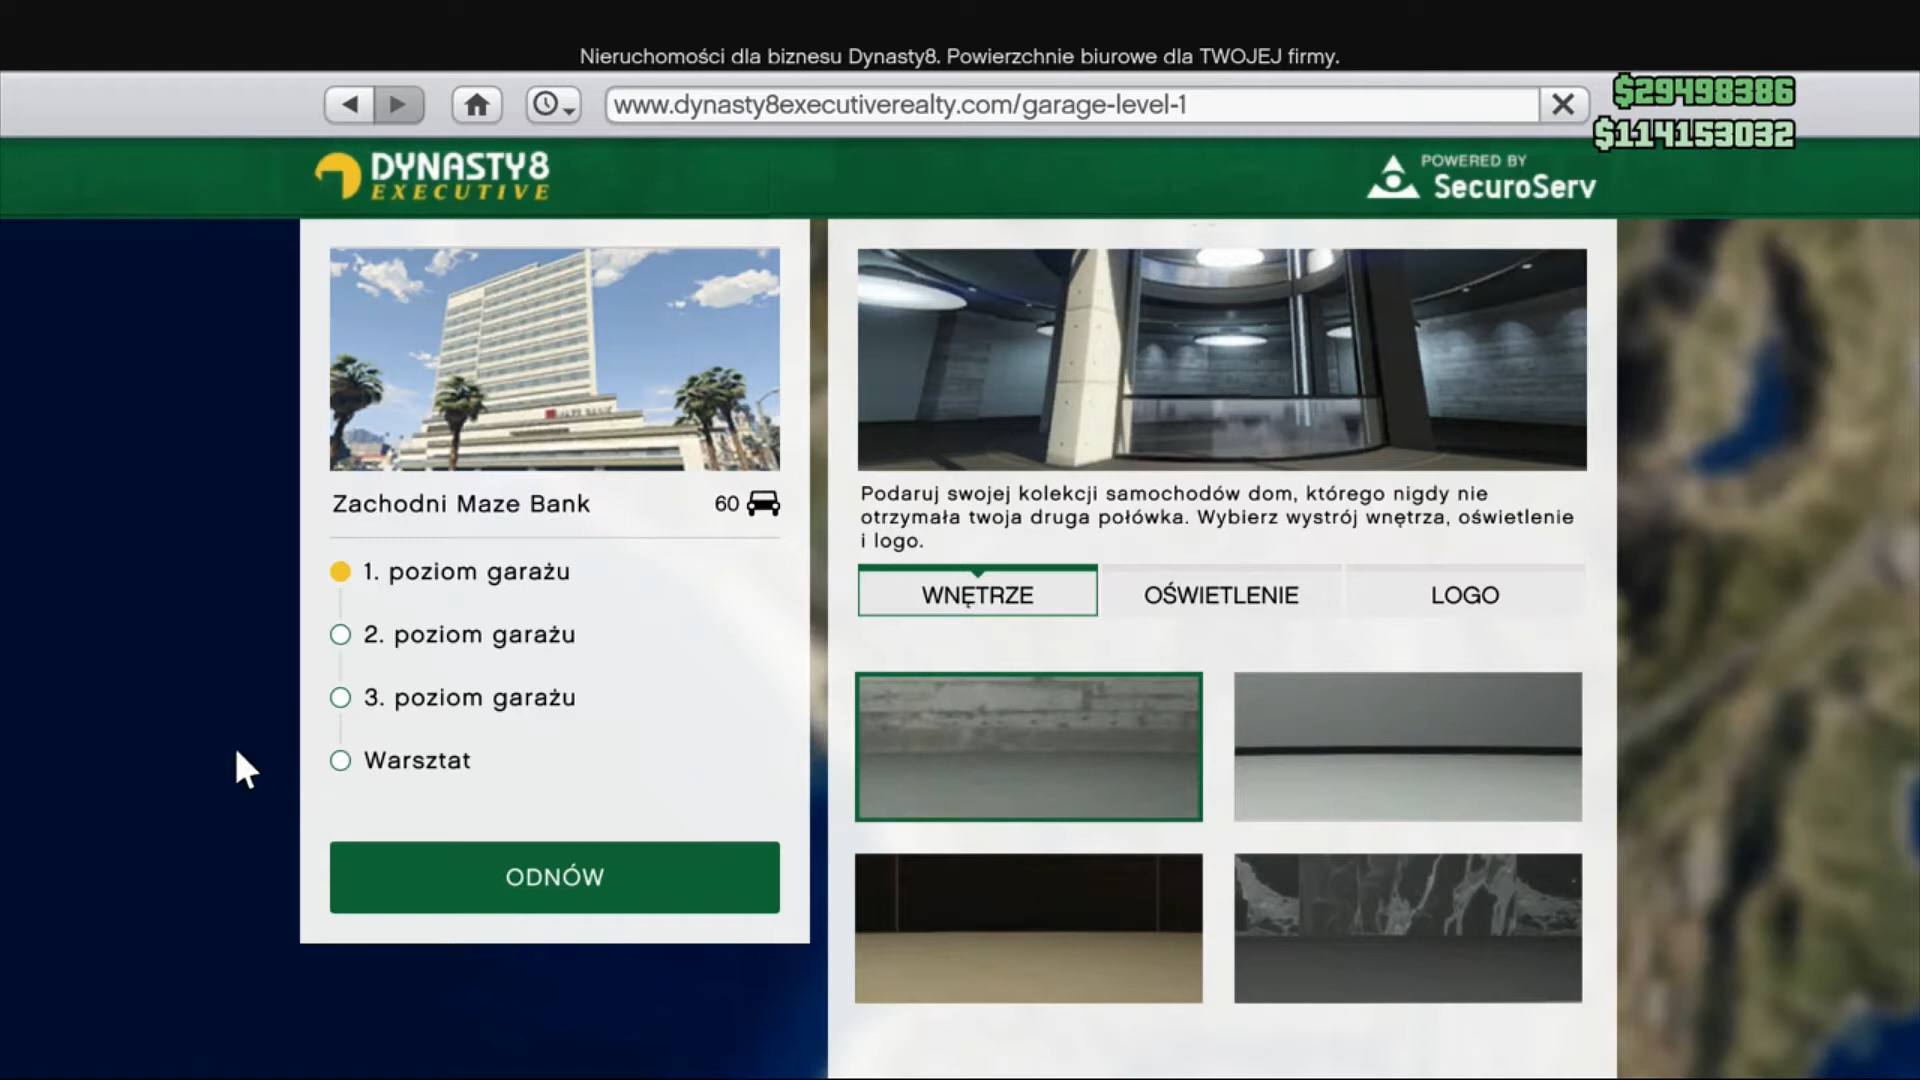 Nieruchomości dla biznesu Dynasty8. Powierzchnie biurowe dla TWOJEJ firmy.
www.dynasty8executiverealty.com/garage-level-1
$29498386
$114153032
DYNASTY8
EXECUTIVE
POWERED BY
SecuroServ
MAZE BANK
Zachodni Maze Bank
60
1. poziom garażu
2. poziom garażu
3. poziom garażu
Warsztat
ODNÓW
Podaruj swojej kolekcji samochodów dom, którego nigdy nie
otrzymała twoja druga połówka. Wybierz wystrój wnętrza, oświetlenie
i logo.
WNĘTRZE
OŚWIETLENIE
LOGO